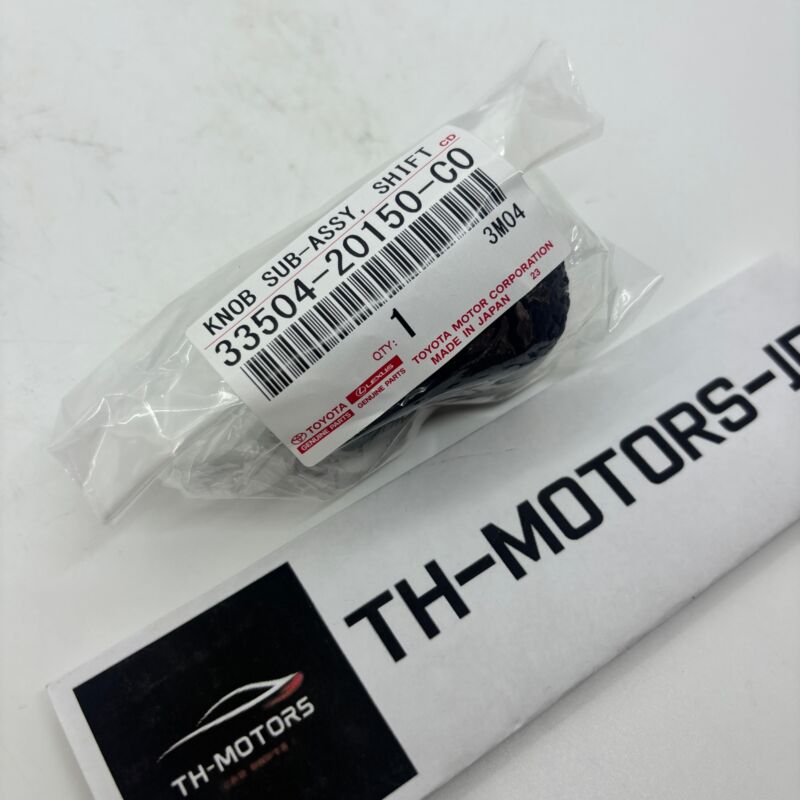 KNOB SUB-ASSY, SHIFT CD
33504-20150-C0
3M04
QTY: 1
TOYOTA MOTOR CORPORATION
MADE IN JAPAN 23
TOYOTA
GENUINE PARTS
LEXUS
GENUINE PARTS
TH-MOTORS-JP
TH-MOTORS